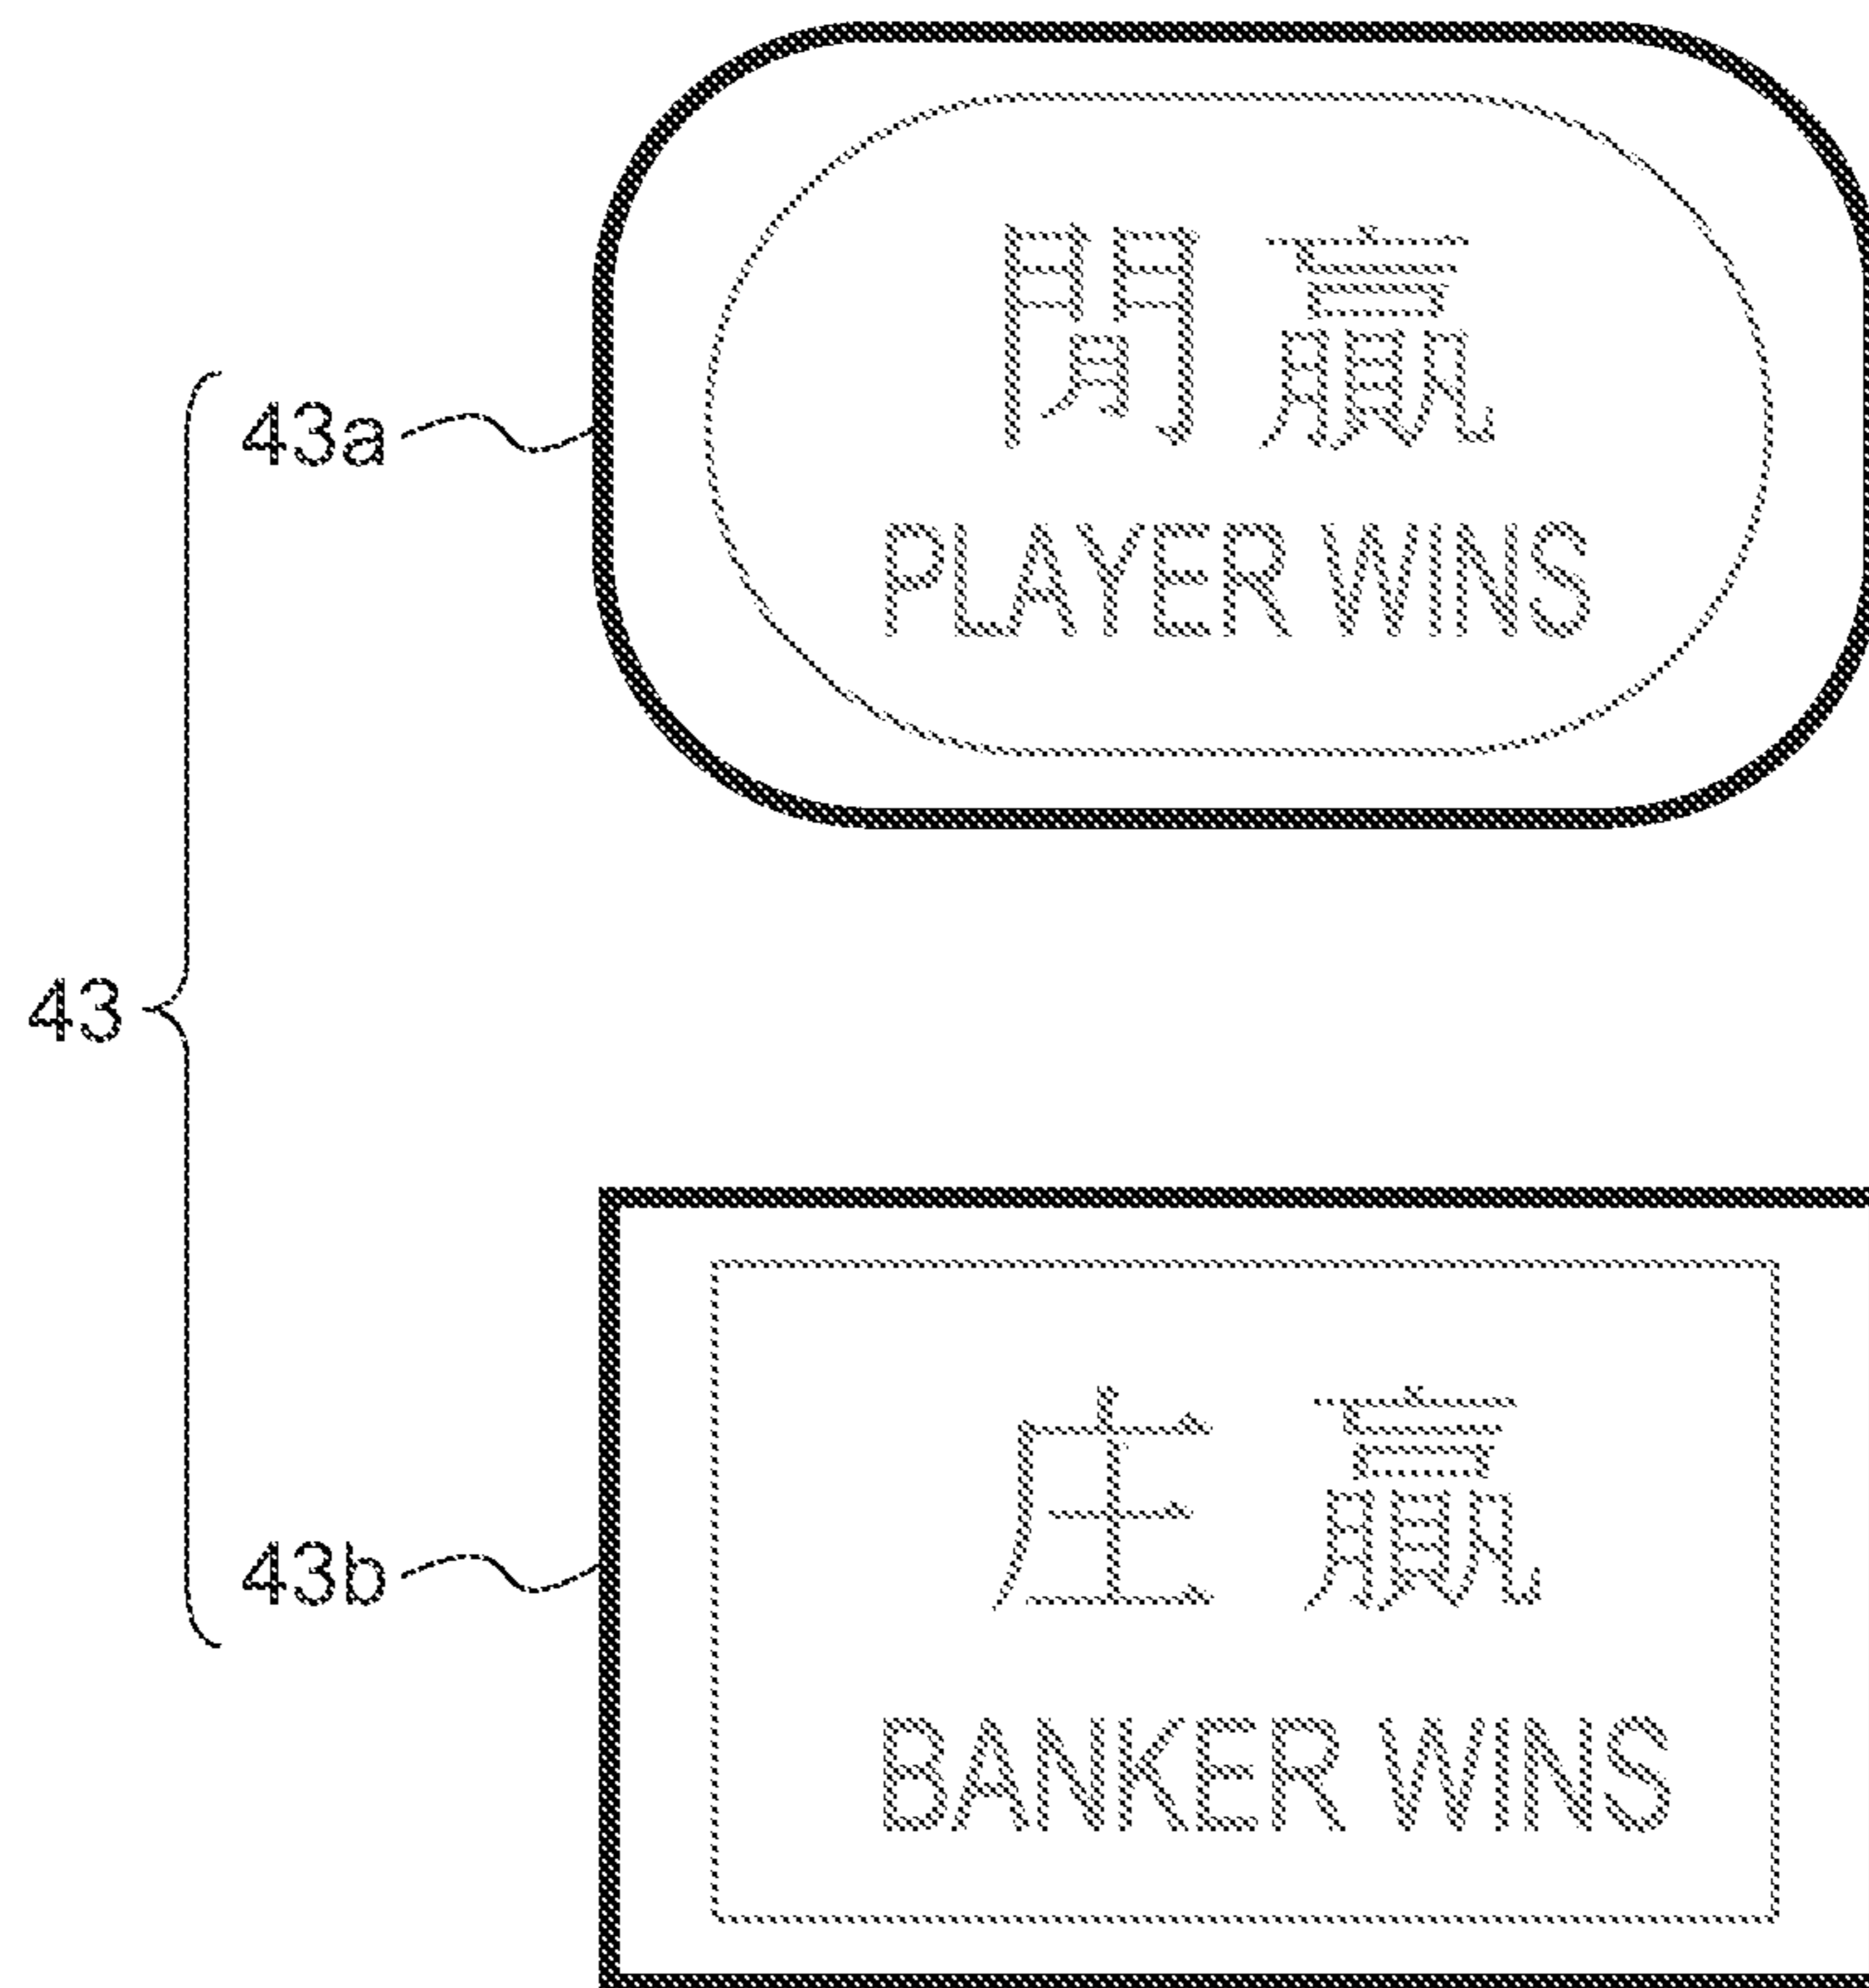 43a
閒 赢
PLAYER WINS
43
43b
庄 赢
BANKER WINS